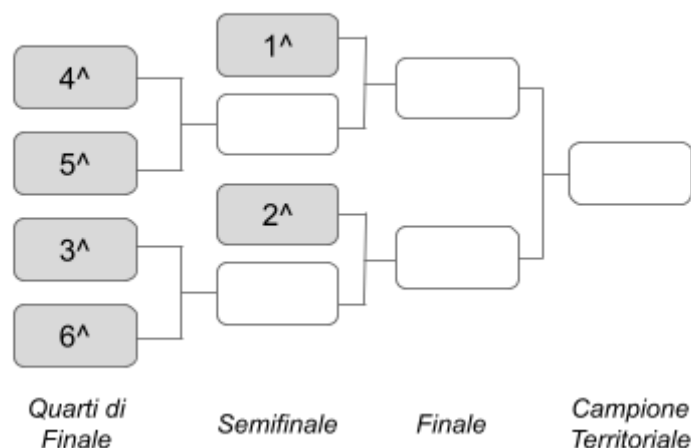 1^
4^
5^
2^
3^
6^
Quarti di
Finale
Semifinale
Finale
Campione
Territoriale